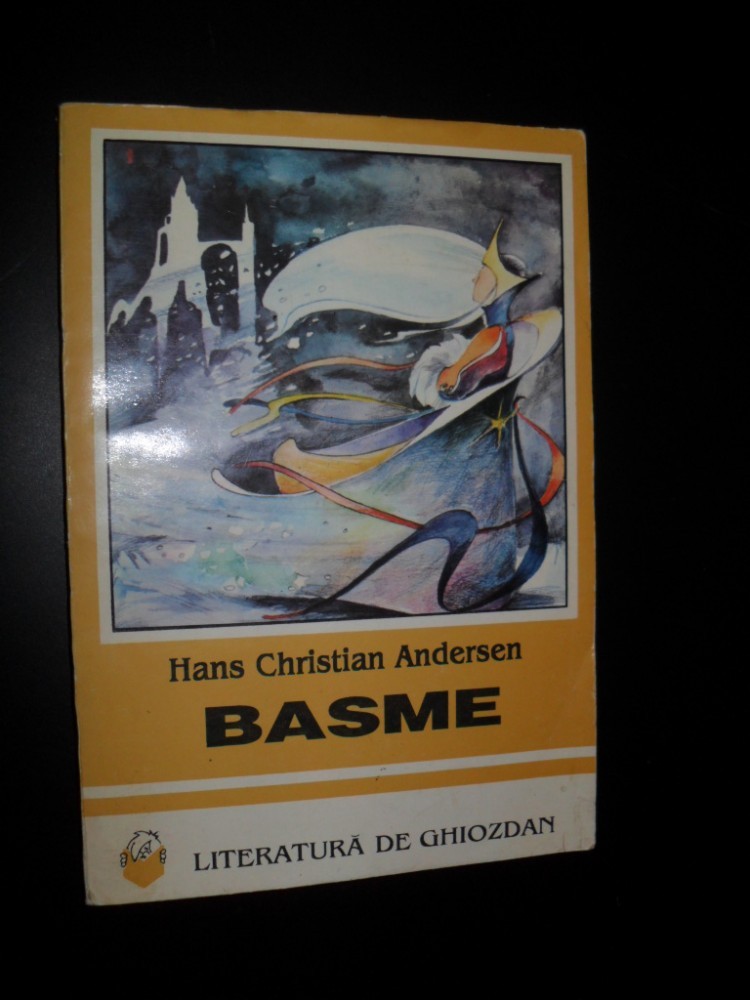 Hans Christian Andersen
BASME
LITERATURĂ DE GHIOZDAN